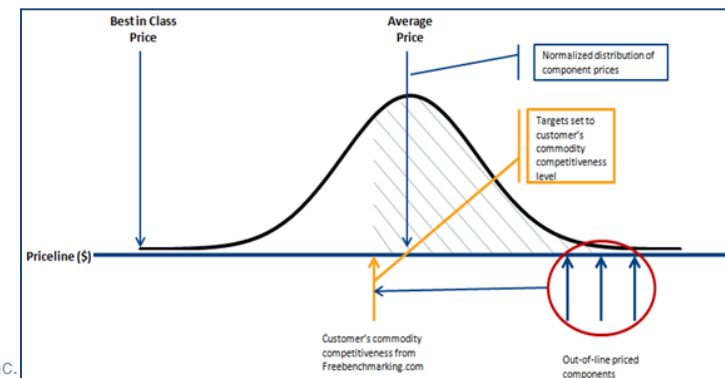 Best in Class
Price
Average
Price
Normalized distribution of
component prices
Targets set to
customer's
commodity
competitiveness
level
Priceline ($)
Customer's commodity
competitiveness from
Freebenchmarking.com
Out-of-line priced
components